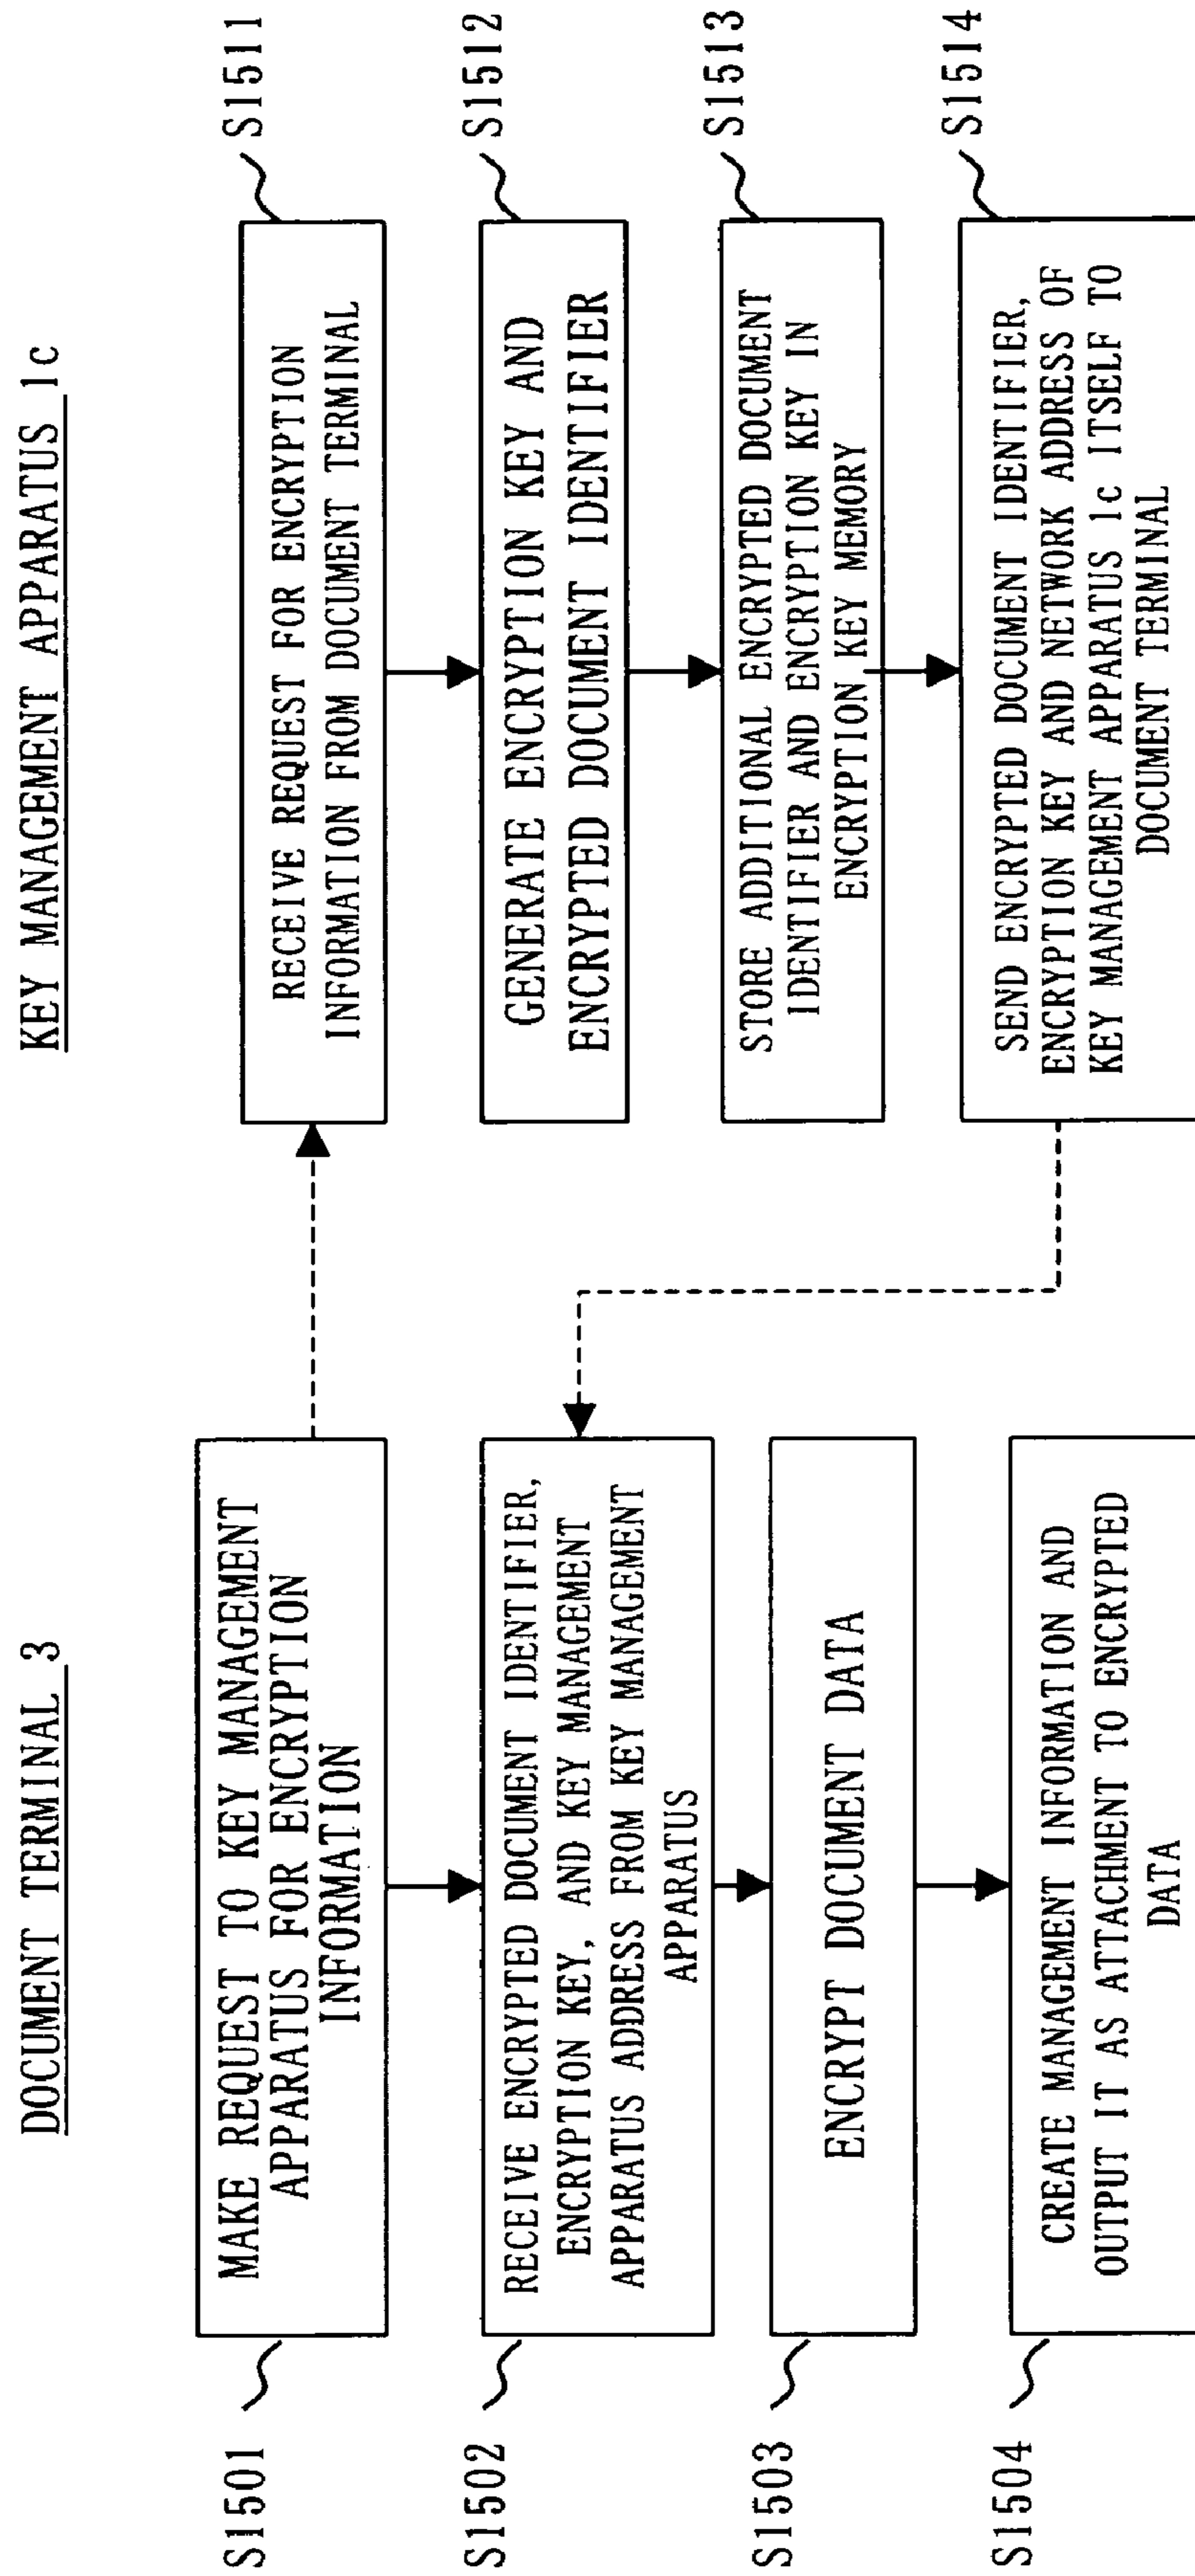 DOCUMENT TERMINAL 3
S1501
MAKE REQUEST TO KEY MANAGEMENT
APPARATUS FOR ENCRYPTION
INFORMATION
S1502
RECEIVE ENCRYPTED DOCUMENT IDENTIFIER,
ENCRYPTION KEY, AND KEY MANAGEMENT
APPARATUS ADDRESS FROM KEY MANAGEMENT
APPARATUS
S1503
ENCRYPT DOCUMENT DATA
S1504
CREATE MANAGEMENT INFORMATION AND
OUTPUT IT AS ATTACHMENT TO ENCRYPTED
DATA
KEY MANAGEMENT APPARATUS 1c
S1511
RECEIVE REQUEST FOR ENCRYPTION
INFORMATION FROM DOCUMENT TERMINAL
S1512
GENERATE ENCRYPTION KEY AND
ENCRYPTED DOCUMENT IDENTIFIER
S1513
STORE ADDITIONAL ENCRYPTED DOCUMENT
IDENTIFIER AND ENCRYPTION KEY IN
ENCRYPTION KEY MEMORY
S1514
SEND ENCRYPTED DOCUMENT IDENTIFIER,
ENCRYPTION KEY AND NETWORK ADDRESS OF
KEY MANAGEMENT APPARATUS 1c ITSELF TO
DOCUMENT TERMINAL